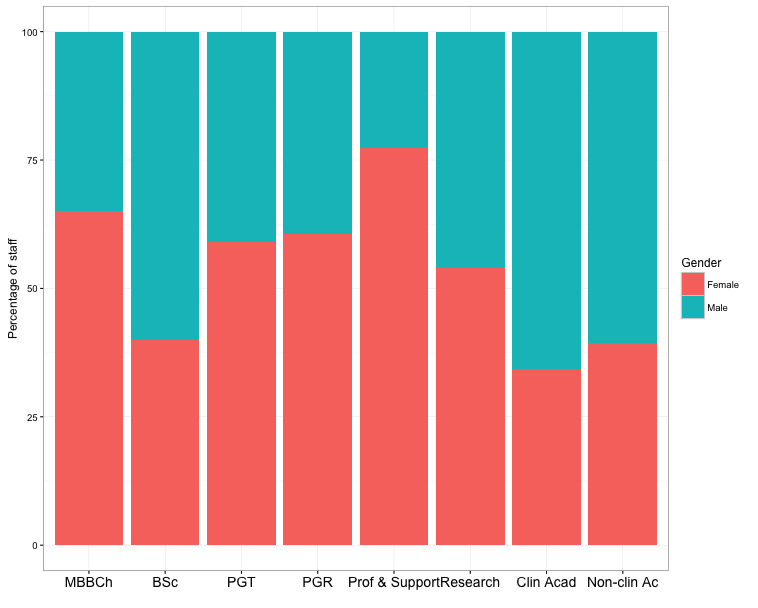 100
75
50
25
0
Percentage of staff
MBBCh BSc PGT PGR Prof & Support Research Clin Acad Non-clin Ac
Gender
Female
Male